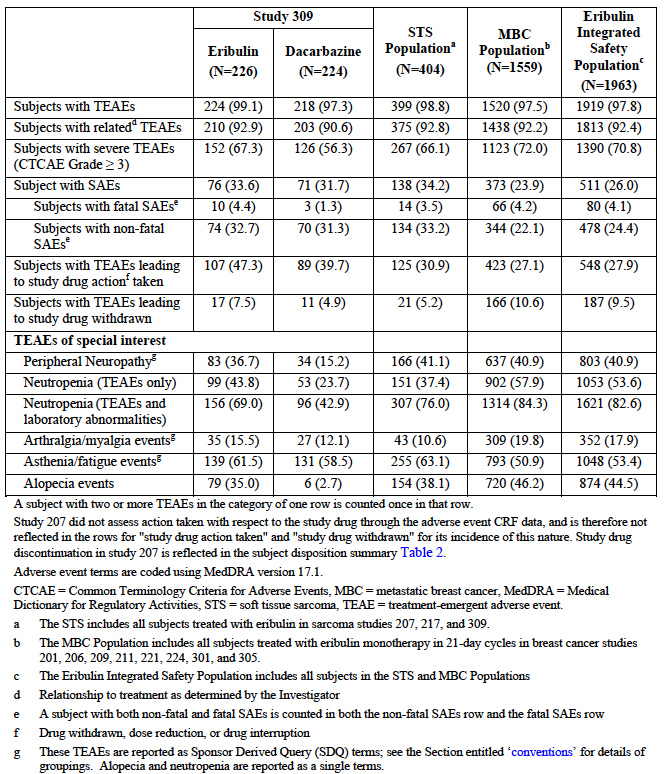 Study 309
STS Populationᵃ (N=404)
MBC Populationᵇ (N=1559)
Eribulin Integrated Safety Populationᶜ (N=1963)
Eribulin (N=226)
Dacarbazine (N=224)
Subjects with TEAEs 224 (99.1) 218 (97.3) 399 (98.8) 1520 (97.5) 1919 (97.8)
Subjects with relatedᵈ TEAEs 210 (92.9) 203 (90.6) 375 (92.8) 1438 (92.2) 1813 (92.4)
Subjects with severe TEAEs (CTCAE Grade ≥ 3) 152 (67.3) 126 (56.3) 267 (66.1) 1123 (72.0) 1390 (70.8)
Subject with SAEs 76 (33.6) 71 (31.7) 138 (34.2) 373 (23.9) 511 (26.0)
Subjects with fatal SAEsᵉ 10 (4.4) 3 (1.3) 14 (3.5) 66 (4.2) 80 (4.1)
Subjects with non-fatal SAEsᵉ 74 (32.7) 70 (31.3) 134 (33.2) 344 (22.1) 478 (24.4)
Subjects with TEAEs leading to study drug actionᶠ taken 107 (47.3) 89 (39.7) 125 (30.9) 423 (27.1) 548 (27.9)
Subjects with TEAEs leading to study drug withdrawn 17 (7.5) 11 (4.9) 21 (5.2) 166 (10.6) 187 (9.5)
TEAEs of special interest
Peripheral Neuropathyᵍ 83 (36.7) 34 (15.2) 166 (41.1) 637 (40.9) 803 (40.9)
Neutropenia (TEAEs only) 99 (43.8) 53 (23.7) 151 (37.4) 902 (57.9) 1053 (53.6)
Neutropenia (TEAEs and laboratory abnormalities) 156 (69.0) 96 (42.9) 307 (76.0) 1314 (84.3) 1621 (82.6)
Arthralgia/myalgia eventsᵍ 35 (15.5) 27 (12.1) 43 (10.6) 309 (19.8) 352 (17.9)
Asthenia/fatigue eventsᵍ 139 (61.5) 131 (58.5) 255 (63.1) 793 (50.9) 1048 (53.4)
Alopecia events 79 (35.0) 6 (2.7) 154 (38.1) 720 (46.2) 874 (44.5)
A subject with two or more TEAEs in the category of one row is counted once in that row.
Study 207 did not assess action taken with respect to the study drug through the adverse event CRF data, and is therefore not
reflected in the rows for "study drug action taken" and "study drug withdrawn" for its incidence of this nature. Study drug
discontinuation in study 207 is reflected in the subject disposition summary Table 2.
Adverse event terms are coded using MedDRA version 17.1.
CTCAE = Common Terminology Criteria for Adverse Events, MBC = metastatic breast cancer, MedDRA = Medical
Dictionary for Regulatory Activities, STS = soft tissue sarcoma, TEAE = treatment-emergent adverse event.
a The STS includes all subjects treated with eribulin in sarcoma studies 207, 217, and 309.
b The MBC Population includes all subjects treated with eribulin monotherapy in 21-day cycles in breast cancer studies
201, 206, 209, 211, 221, 224, 301, and 305.
c The Eribulin Integrated Safety Population includes all subjects in the STS and MBC Populations
d Relationship to treatment as determined by the Investigator
e A subject with both non-fatal and fatal SAEs is counted in both the non-fatal SAEs row and the fatal SAEs row
f Drug withdrawn, dose reduction, or drug interruption
g These TEAEs are reported as Sponsor Derived Query (SDQ) terms; see the Section entitled ‘conventions’ for details of
groupings. Alopecia and neutropenia are reported as a single terms.